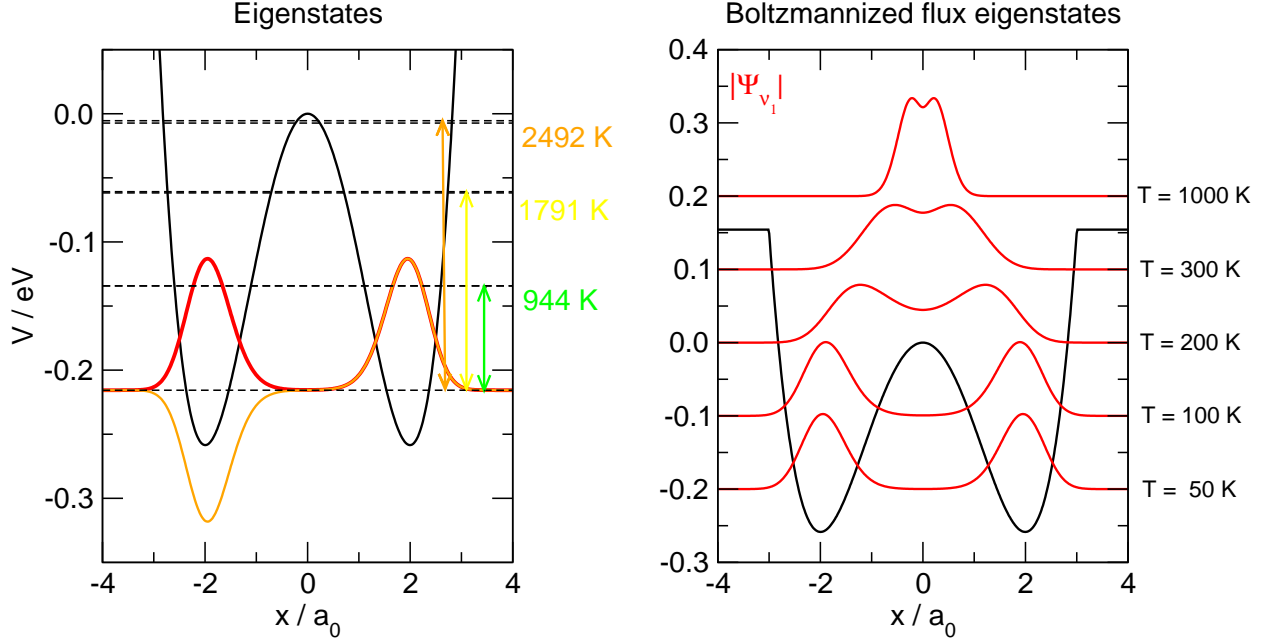 Eigenstates
V / eV
0.0
-0.1
-0.2
-0.3
-4
-2
0
2
4
x / a₀
2492 K
1791 K
944 K
Boltzmannized flux eigenstates
0.4
0.3
0.2
0.1
0.0
-0.1
-0.2
-0.3
-4
-2
0
2
4
x / a₀
|Ψν₁|
T = 1000 K
T = 300 K
T = 200 K
T = 100 K
T = 50 K